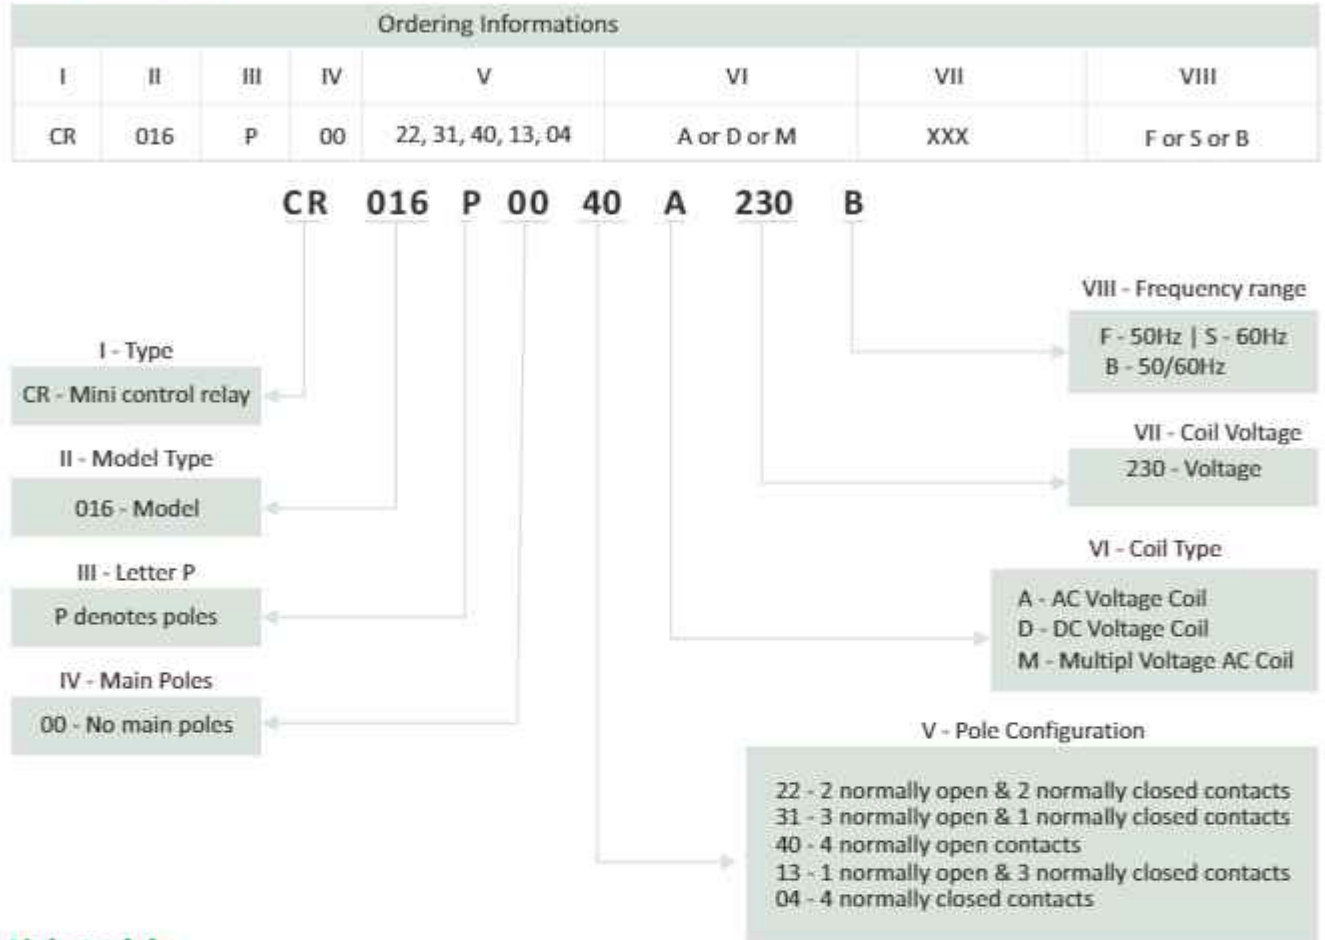 Ordering Informations
I II III IV V VI VII VIII
CR 016 P 00 22, 31, 40, 13, 04 A or D or M XXX F or S or B
CR 016 P 00 40 A 230 B
VIII - Frequency range
F - 50Hz | S - 60Hz
B - 50/60Hz
I - Type
CR - Mini control relay
VII - Coil Voltage
230 - Voltage
II - Model Type
016 - Model
VI - Coil Type
A - AC Voltage Coil
D - DC Voltage Coil
M - Multipl Voltage AC Coil
III - Letter P
P denotes poles
IV - Main Poles
00 - No main poles
V - Pole Configuration
22 - 2 normally open & 2 normally closed contacts
31 - 3 normally open & 1 normally closed contacts
40 - 4 normally open contacts
13 - 1 normally open & 3 normally closed contacts
04 - 4 normally closed contacts